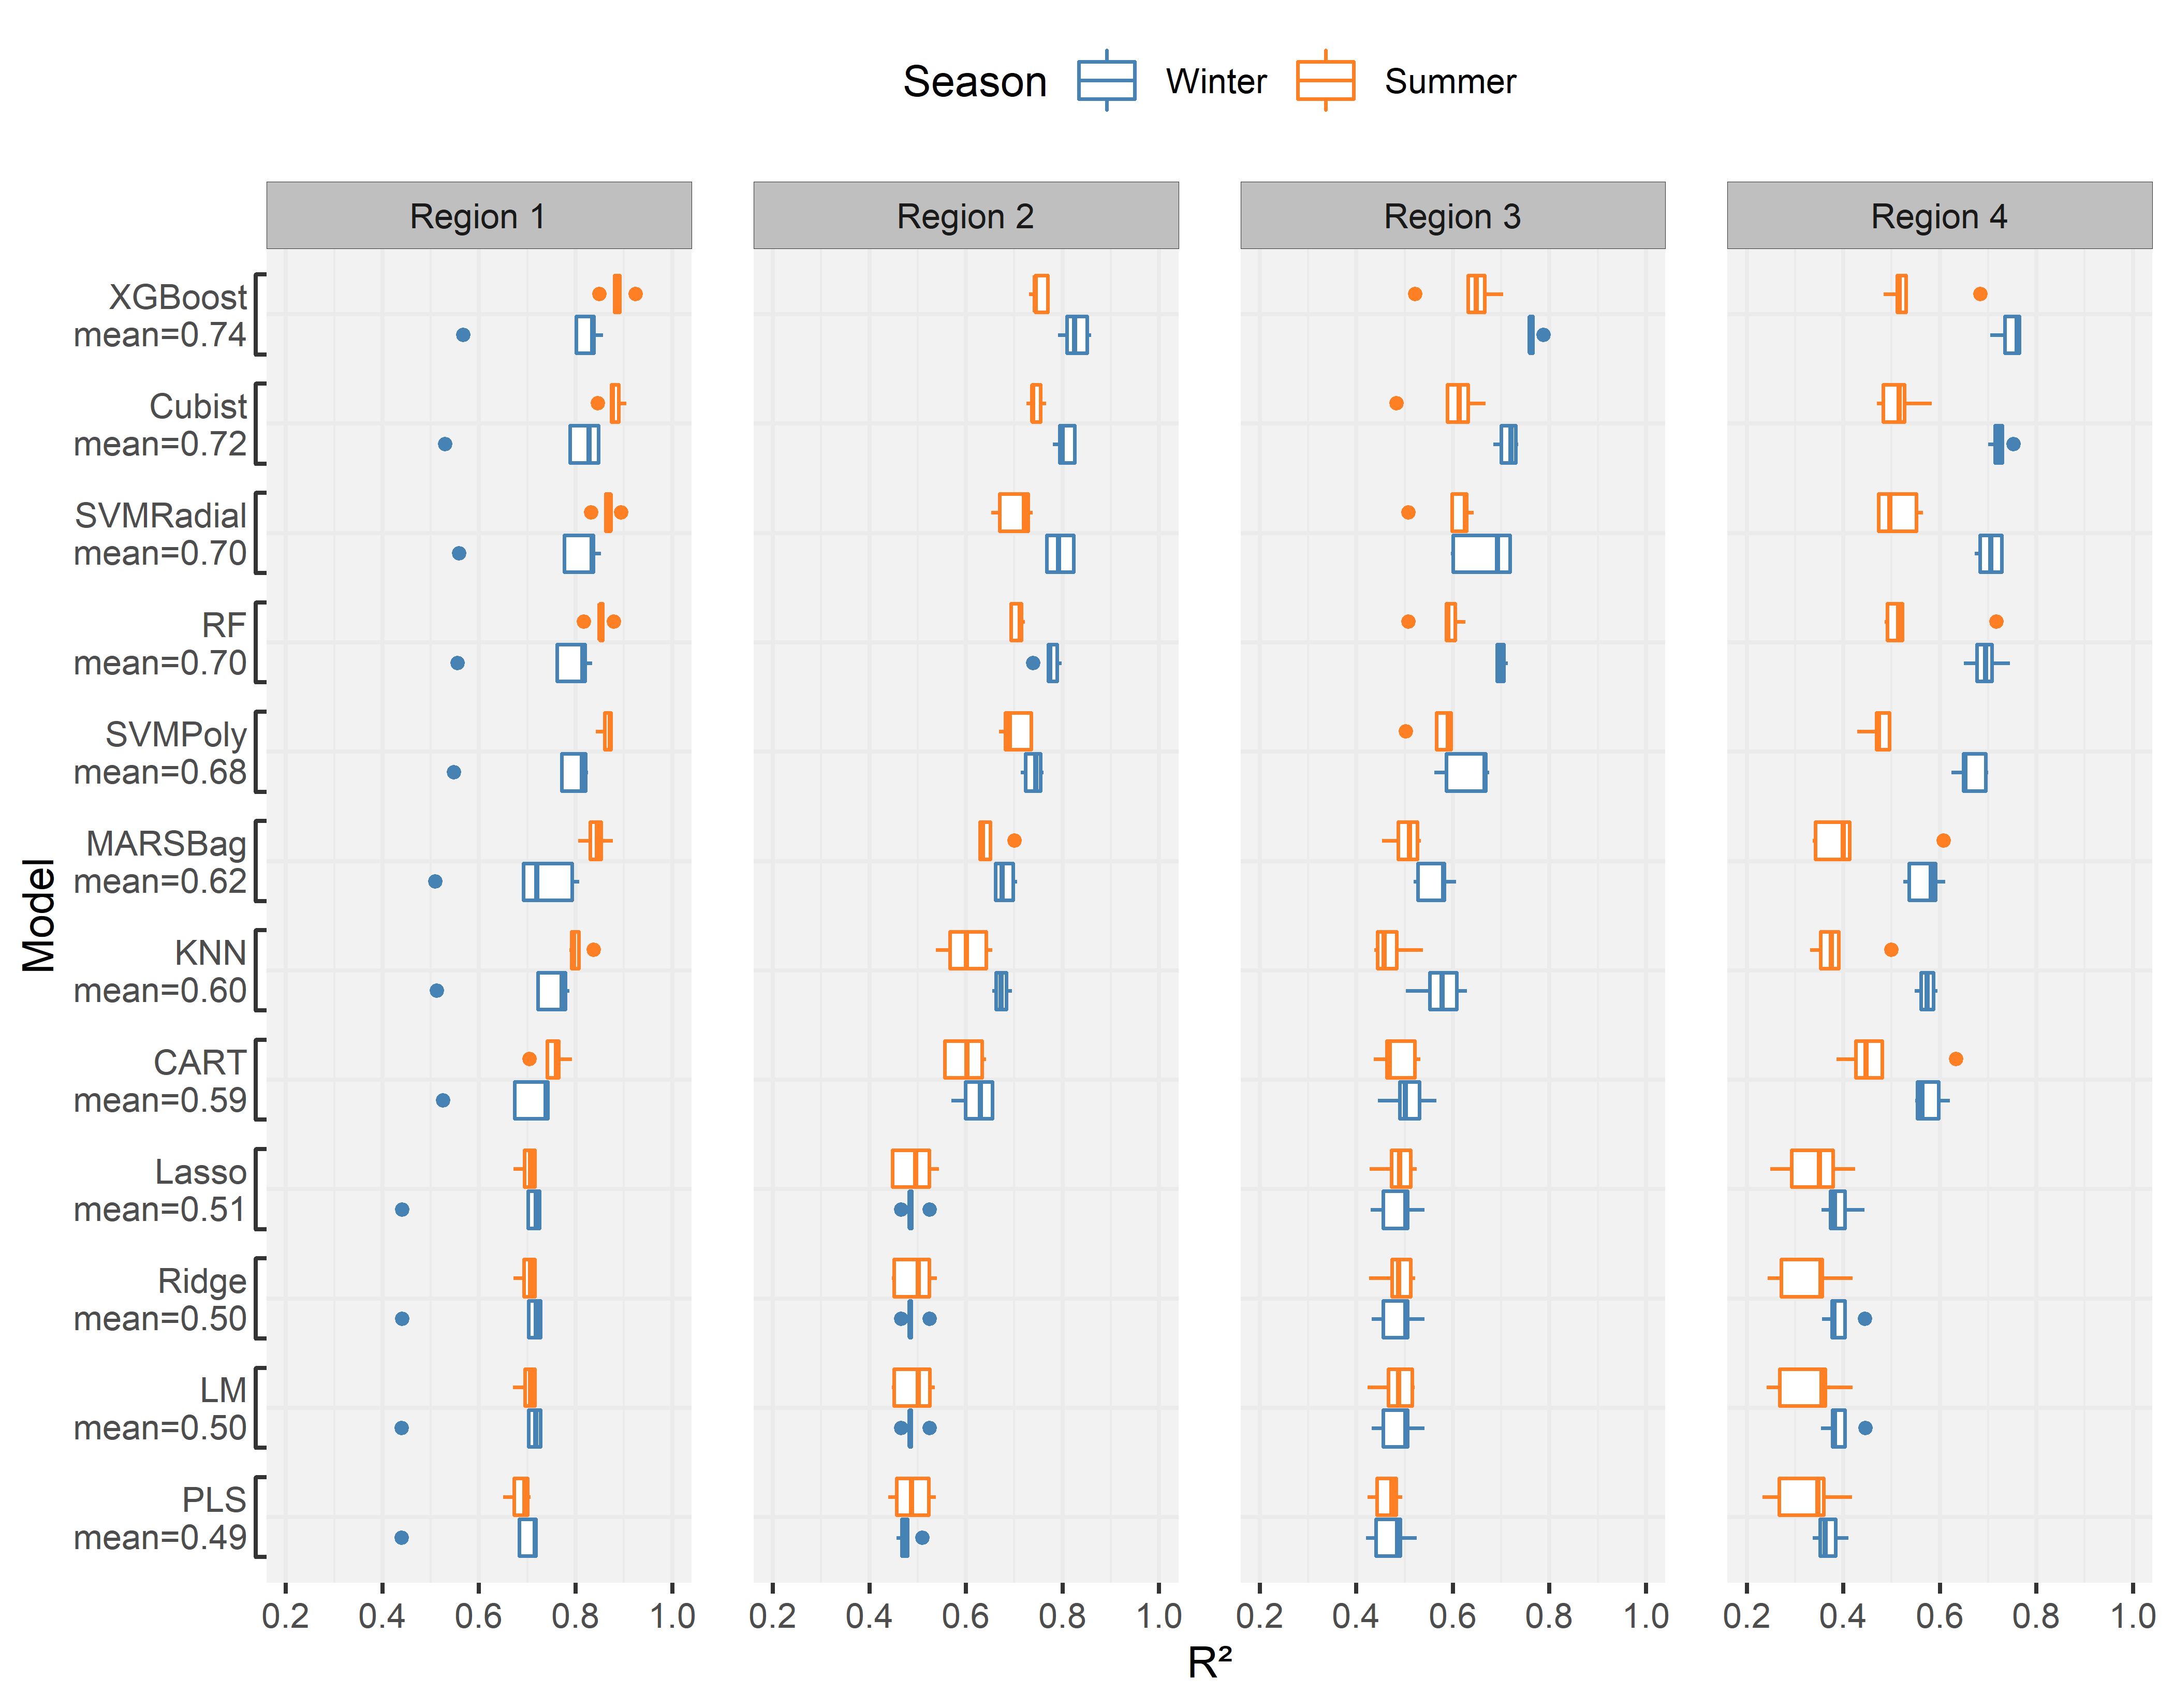 Season Winter Summer
Region 1 Region 2 Region 3 Region 4
XGBoost
mean=0.74
Cubist
mean=0.72
SVMRadial
mean=0.70
RF
mean=0.70
SVMPoly
mean=0.68
MARSBag
mean=0.62
KNN
mean=0.60
CART
mean=0.59
Lasso
mean=0.51
Ridge
mean=0.50
LM
mean=0.50
PLS
mean=0.49
Model
0.2 0.4 0.6 0.8 1.0 0.2 0.4 0.6 0.8 1.0 0.2 0.4 0.6 0.8 1.0 0.2 0.4 0.6 0.8 1.0
R²